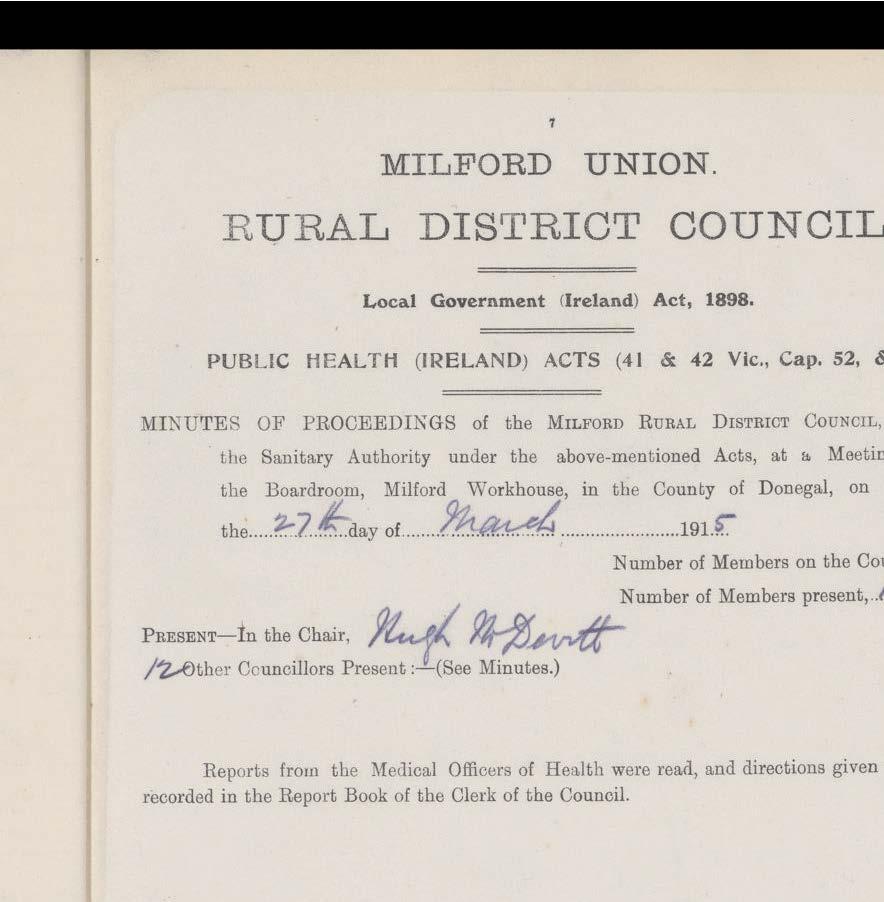 7
MILFORD UNION.
RURAL DISTRICT COUNCIL
Local Government (Ireland) Act, 1898.
PUBLIC HEALTH (IRELAND) ACTS (41 & 42 Vic., Cap. 52, &
MINUTES OF PROCEEDINGS of the MILFORD RURAL DISTRICT COUNCIL,
the Sanitary Authority under the above-mentioned Acts, at a Meetin
the Boardroom, Milford Workhouse, in the County of Donegal, on
the......27th...day of......March......................1915
Number of Members on the Cou
Number of Members present,..
PRESENT—In the Chair, Hugh McDevitt
12 Other Councillors Present :—(See Minutes.)
Reports from the Medical Officers of Health were read, and directions given
recorded in the Report Book of the Clerk of the Council.